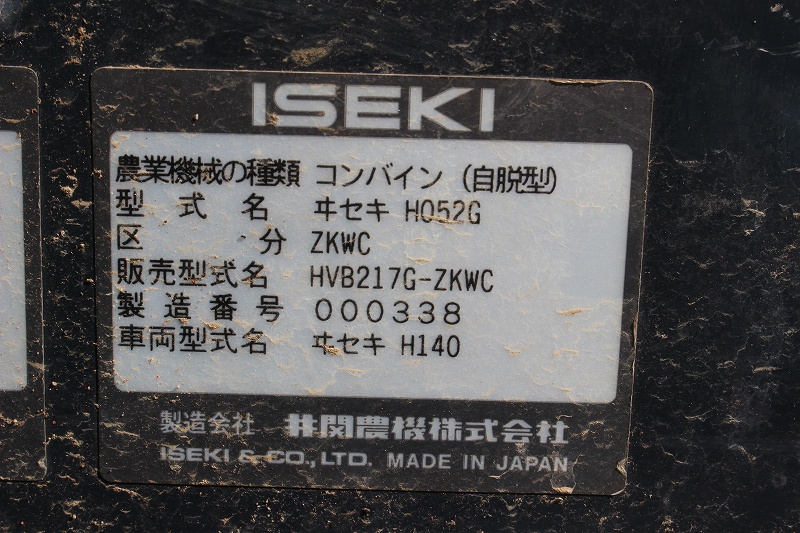 ISEKI
農業機械の種類 コンバイン (自脱型)
型式名 ヰセキ HO52G
区分 ZKWC
販売型式名 HVB217G-ZKWC
製造番号 000338
車両型式名 ヰセキ H140
製造会社 井関農機株式会社
ISEKI & CO.,LTD. MADE IN JAPAN